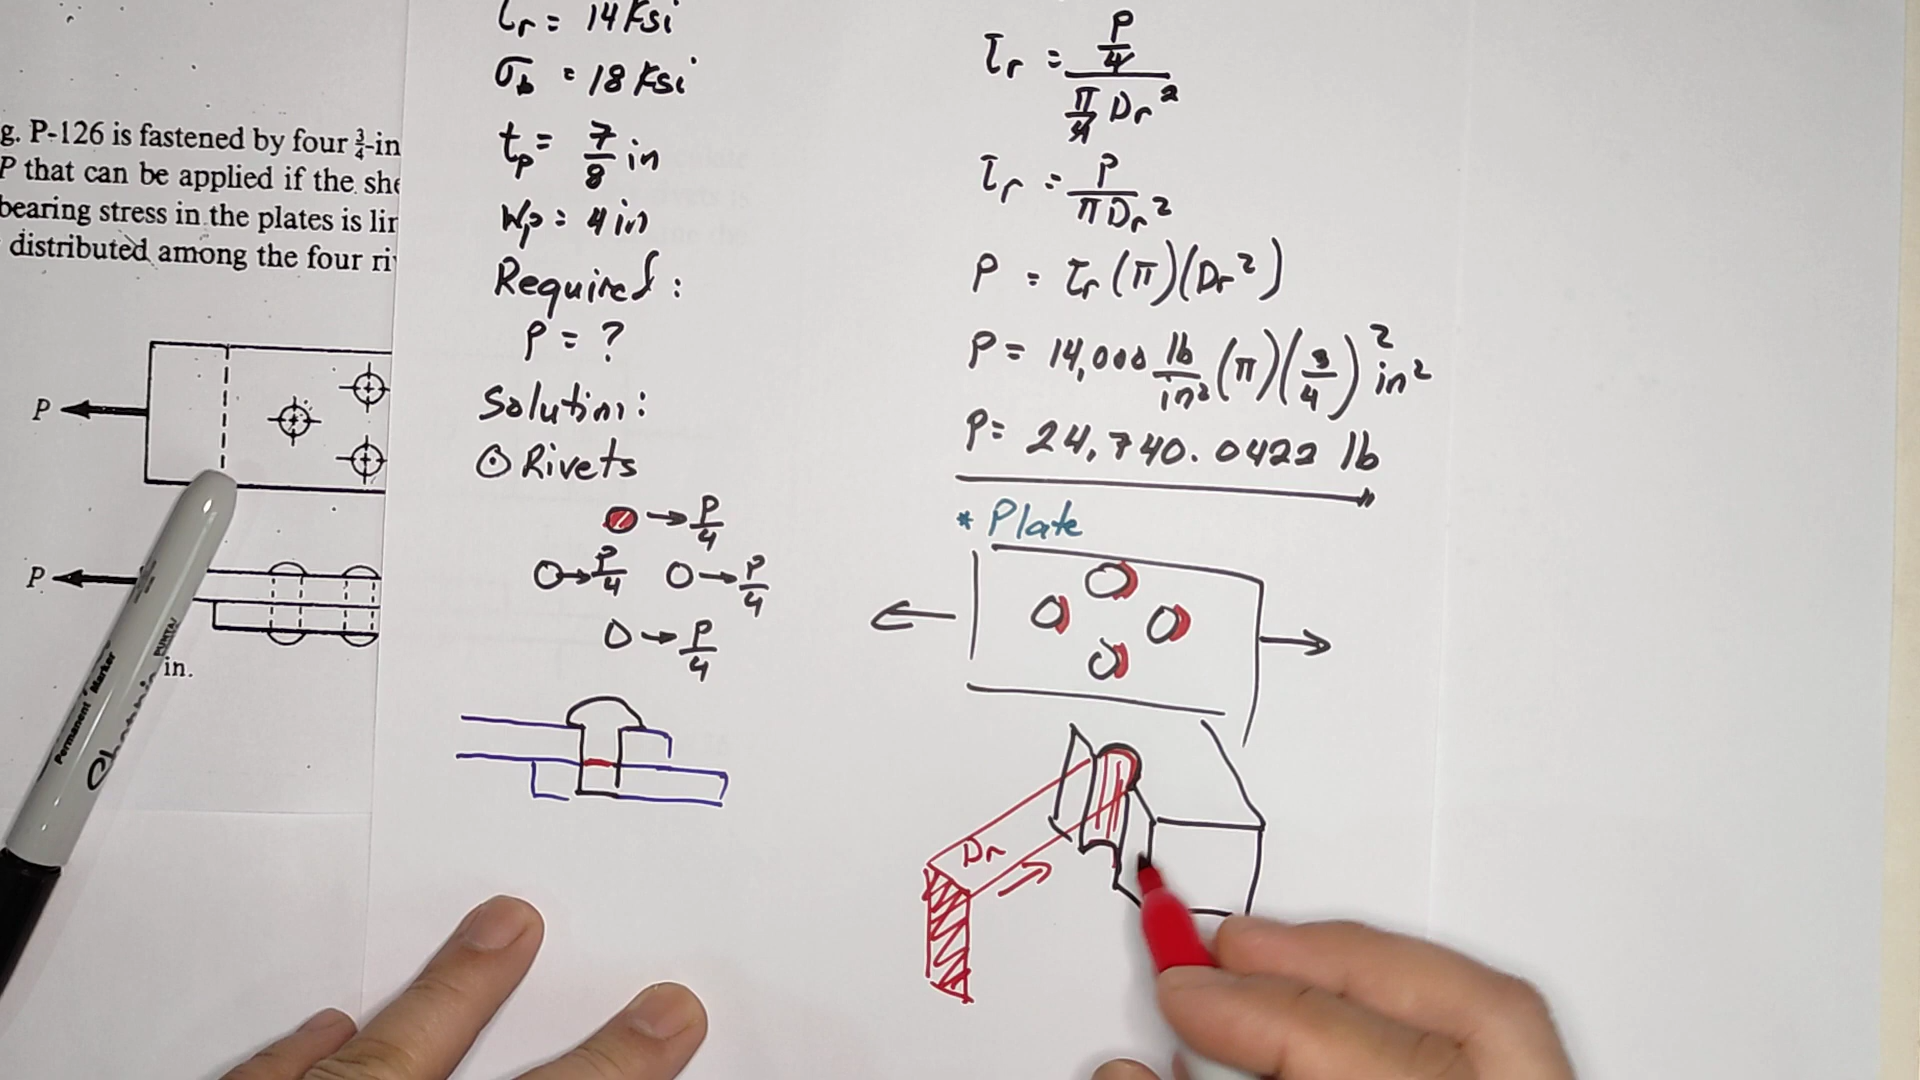 g. P-126 is fastened by four 3/4-in
P that can be applied if the she
bearing stress in the plates is lir
distributed among the four ri
P
P
in.
Permanent Marker
PUNTA/
τr = 14 Ksi
σb = 18 Ksi
tp = 7/8 in
Wp = 4 in
Required:
P = ?
Solution:
⊙ Rivets
→ P/4
→ P/4 → P/4
→ P/4
τr = (P/4)/(π/4 Dr²)
τr = P/(π Dr²)
P = τr (π)(Dr²)
P = 14,000 lb/in² (π)(3/4)² in²
P = 24,740.0422 lb
* Plate
Dr